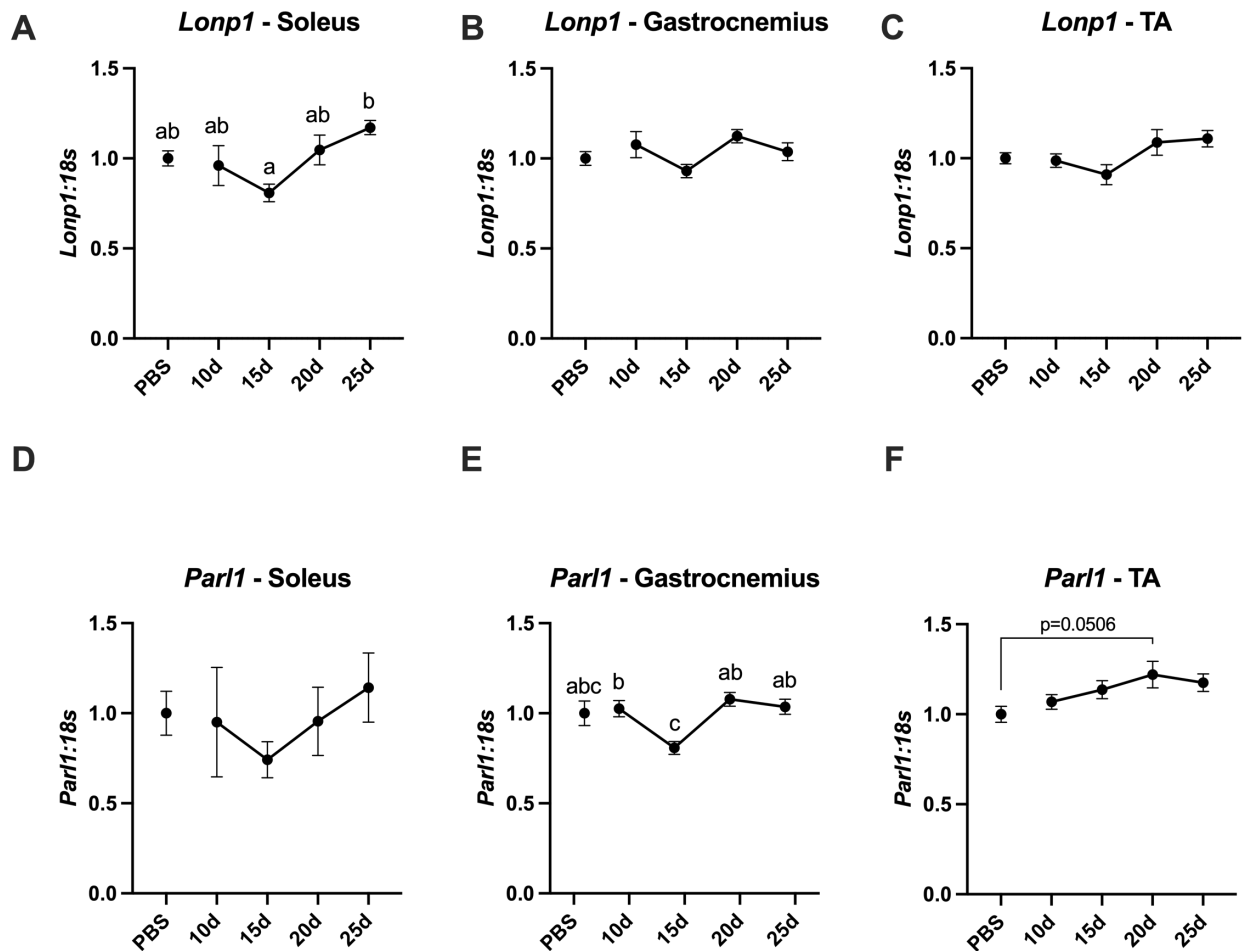 A
Lonp1 - Soleus
Lonp1:18s
1.5
1.0
0.5
0.0
ab
ab
a
ab
b
PBS
10d
15d
20d
25d
B
Lonp1 - Gastrocnemius
Lonp1:18s
1.5
1.0
0.5
0.0
PBS
10d
15d
20d
25d
C
Lonp1 - TA
Lonp1:18s
1.5
1.0
0.5
0.0
PBS
10d
15d
20d
25d
D
Parl1 - Soleus
Parl1:18s
1.5
1.0
0.5
0.0
PBS
10d
15d
20d
25d
E
Parl1 - Gastrocnemius
Parl1:18s
1.5
1.0
0.5
0.0
abc
b
c
ab
ab
PBS
10d
15d
20d
25d
F
Parl1 - TA
Parl1:18s
1.5
1.0
0.5
0.0
p=0.0506
PBS
10d
15d
20d
25d